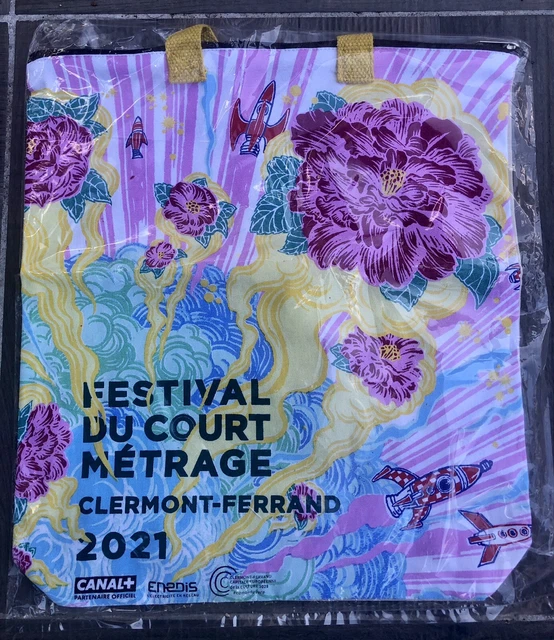 FESTIVAL
DU COURT
MÉTRAGE
CLERMONT-FERRAND
2021
CANAL+
PARTENAIRE OFFICIEL
ENEDIS